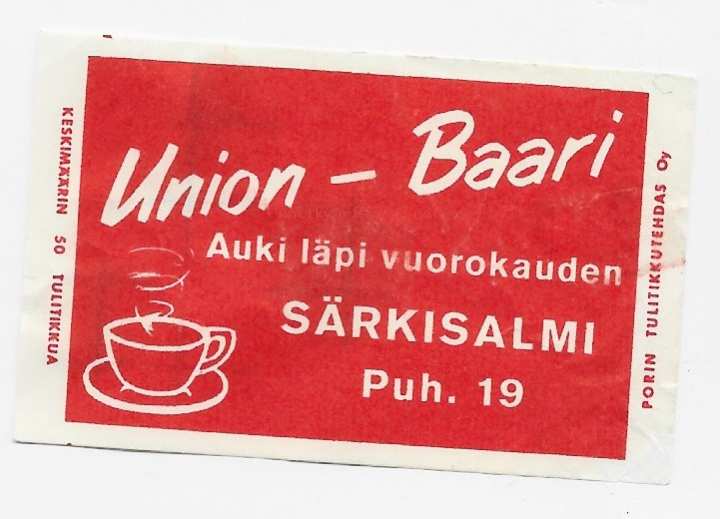 KESKIMÄÄRIN 50 TULITIKKUA
Union - Baari
Auki läpi vuorokauden
SÄRKISALMI
Puh. 19
PORIN TULITIKKUTEHDAS Oy